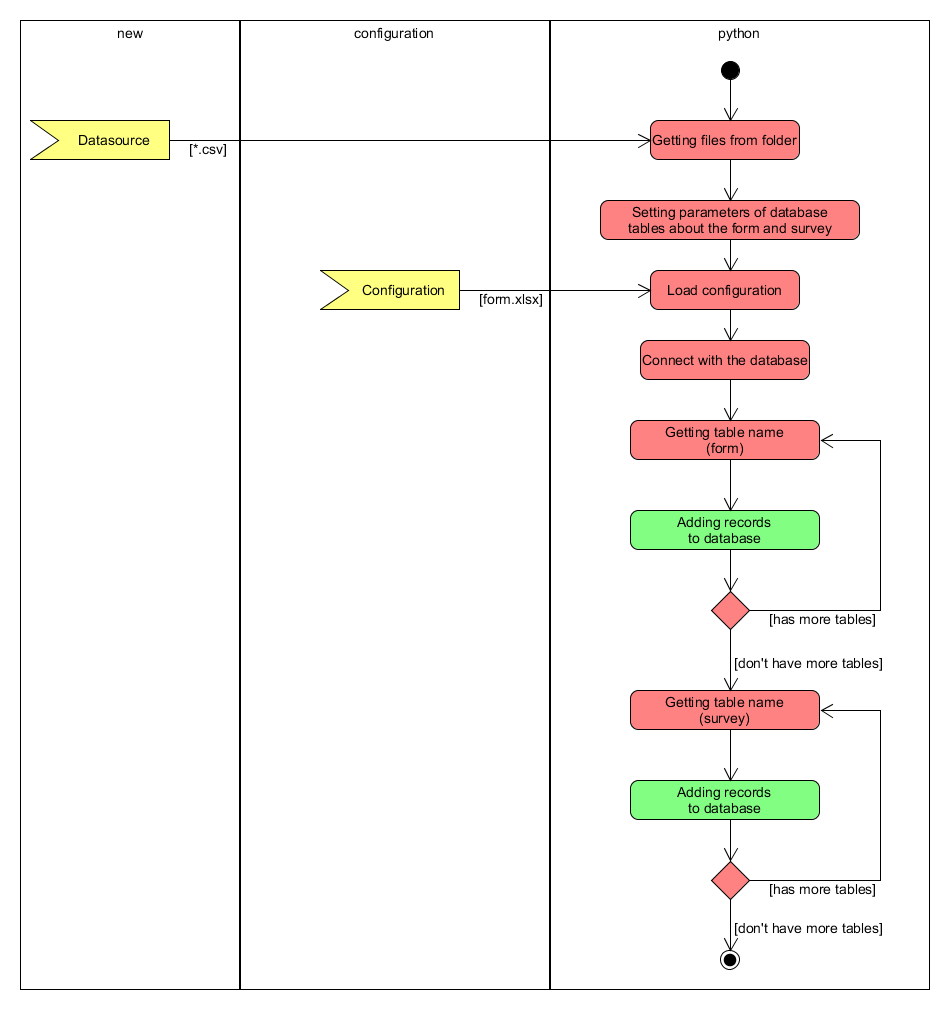 new
configuration
python
Datasource
[*.csv]
Getting files from folder
Setting parameters of database
tables about the form and survey
Configuration
[form.xlsx]
Load configuration
Connect with the database
Getting table name
(form)
Adding records
to database
[has more tables]
[don't have more tables]
Getting table name
(survey)
Adding records
to database
[has more tables]
[don't have more tables]